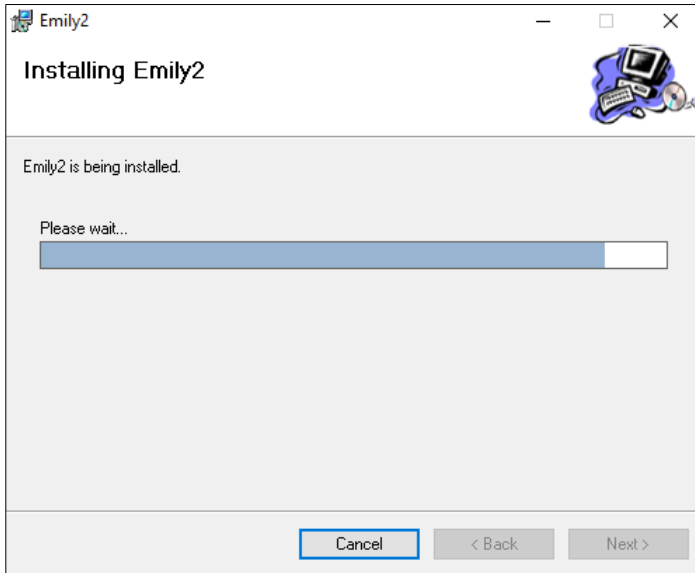 Emily2
Installing Emily2
Emily2 is being installed.
Please wait...
Cancel
< Back
Next >